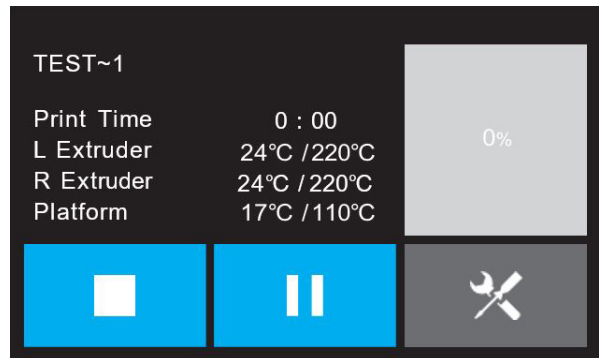 TEST~1
Print Time 0 : 00
L Extruder 24℃ /220℃
R Extruder 24℃ /220℃
Platform 17℃ /110℃
0%